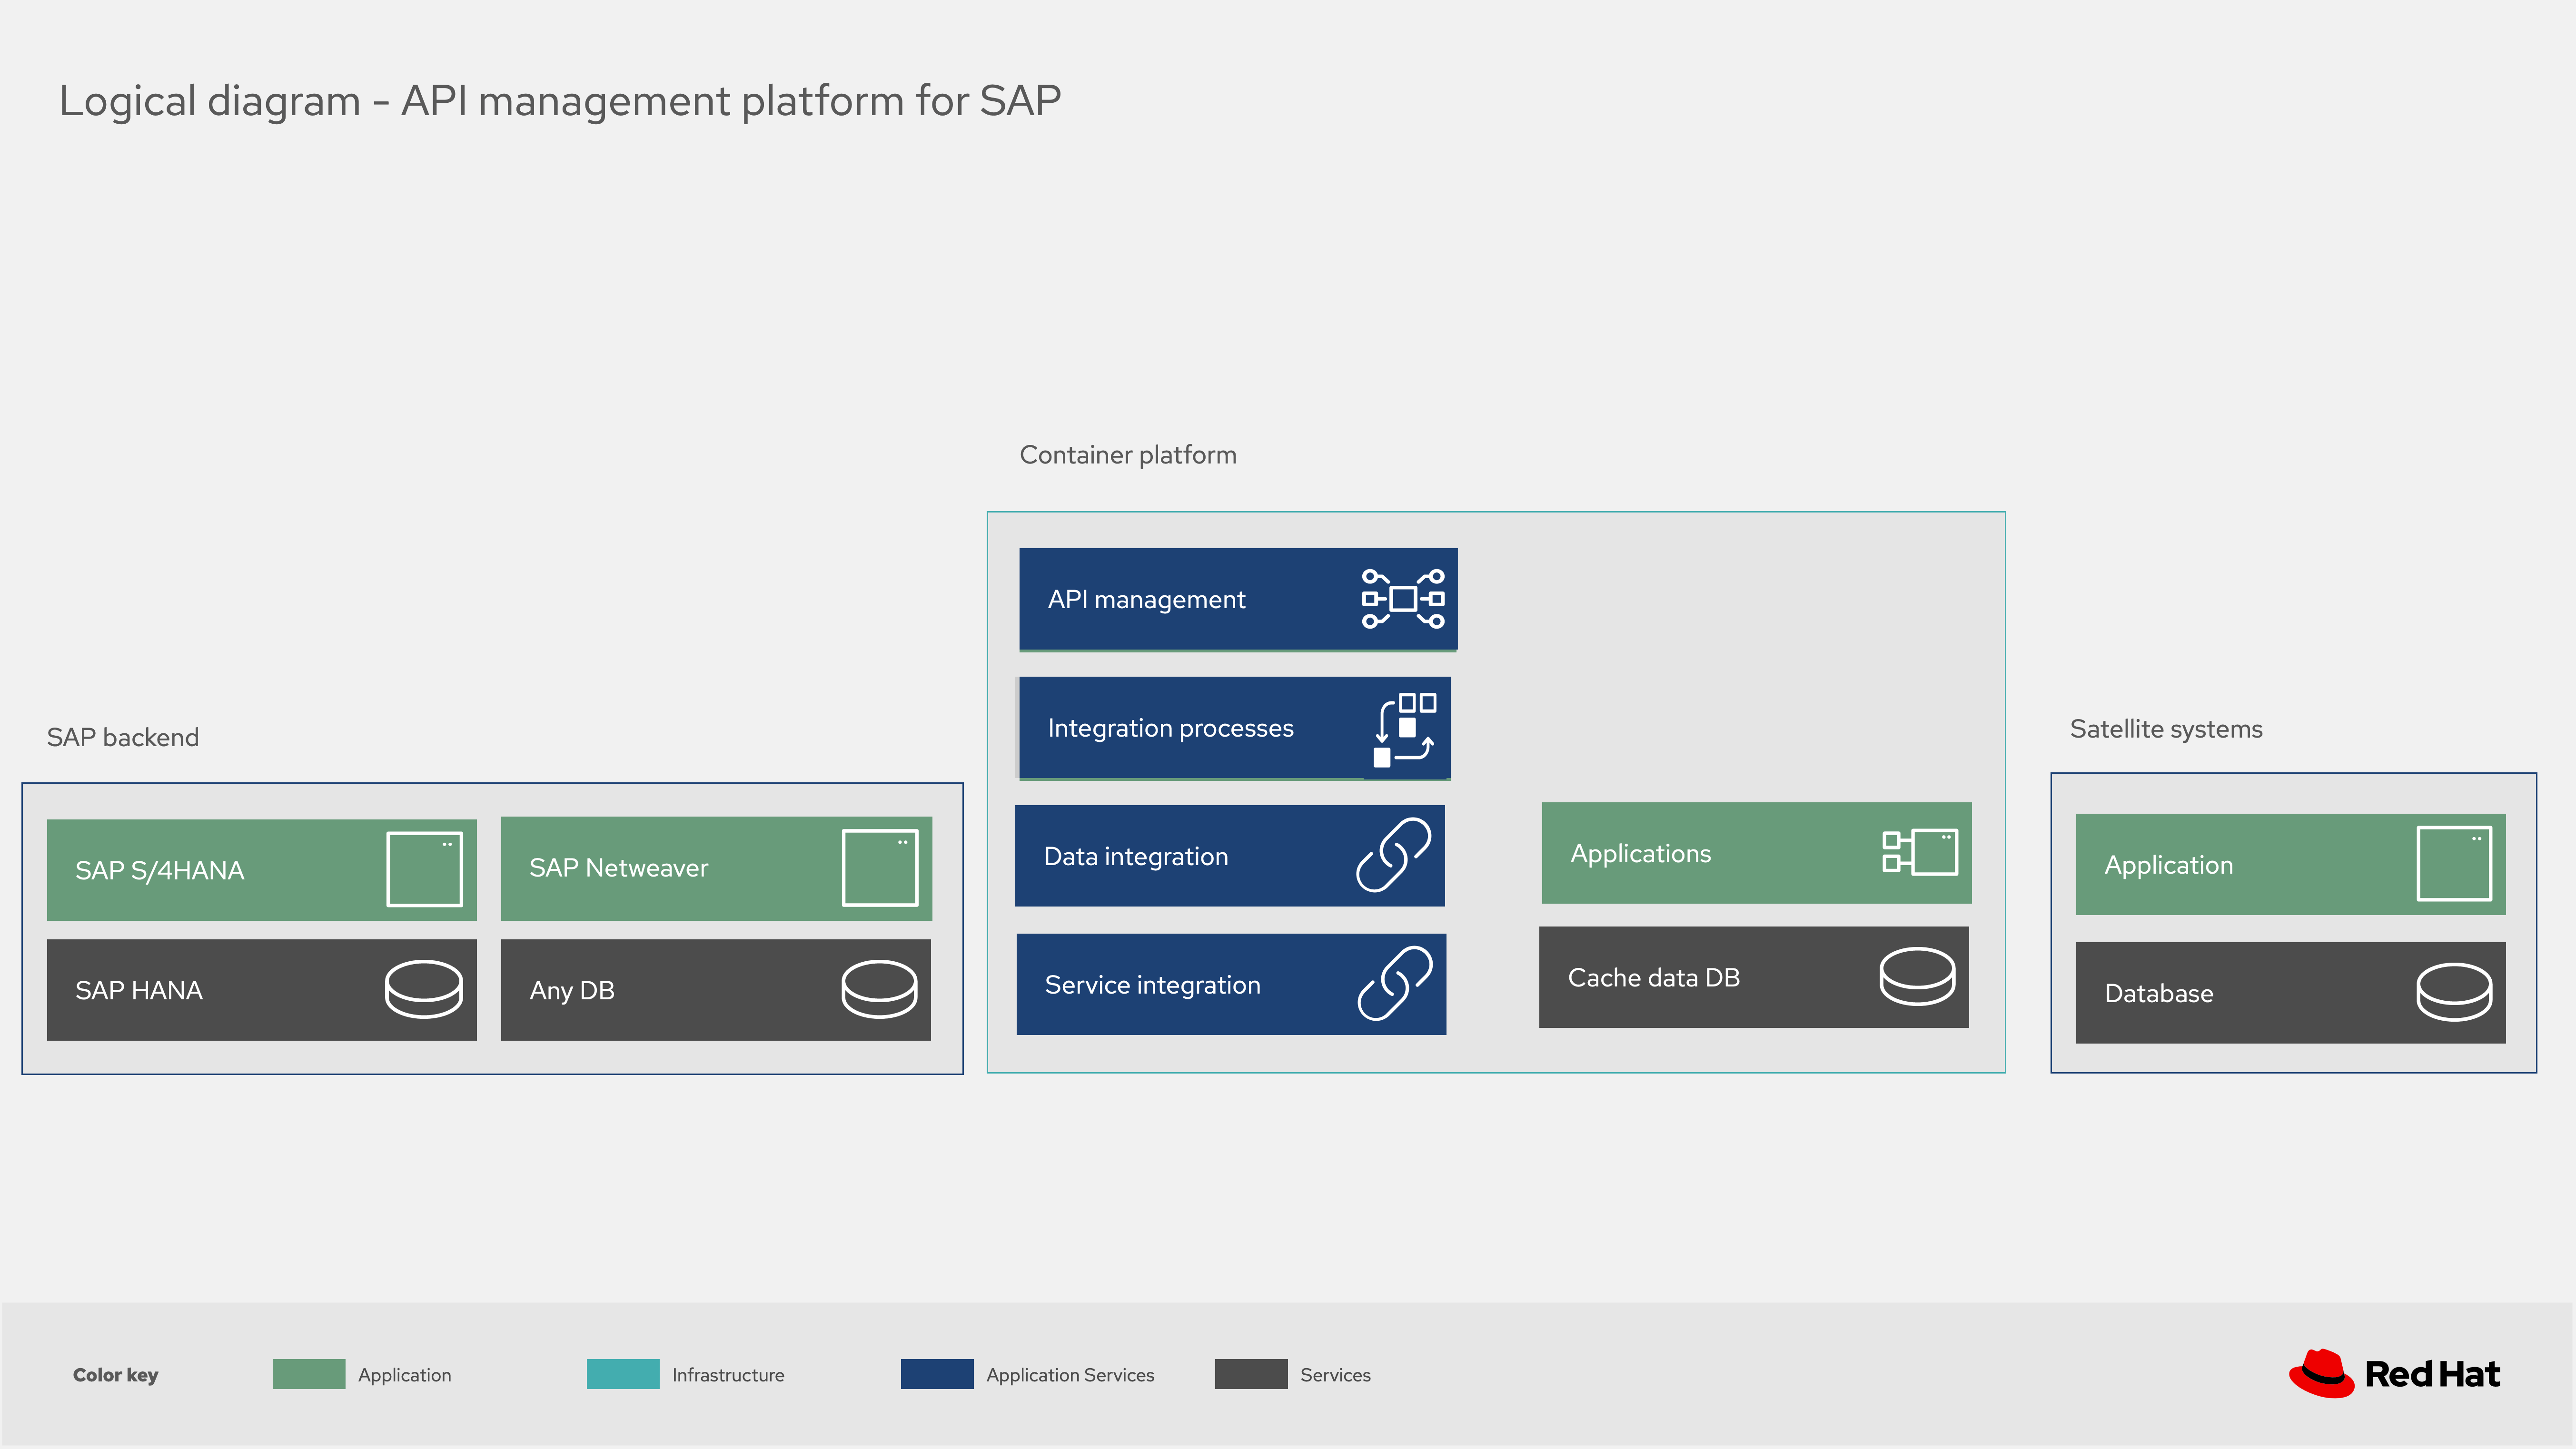 Logical diagram - API management platform for SAP
Container platform
API management
Integration processes
SAP backend
Satellite systems
SAP S/4HANA
SAP Netweaver
Data integration
Applications
Application
SAP HANA
Any DB
Service integration
Cache data DB
Database
Color key
Application
Infrastructure
Application Services
Services
Red Hat